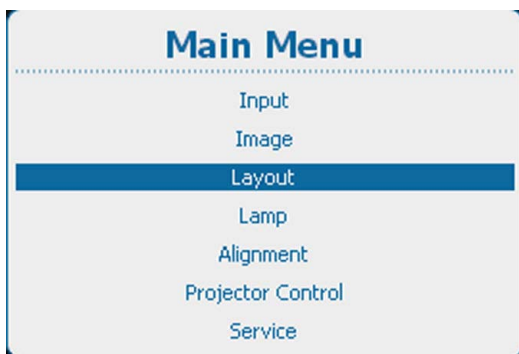 Main Menu
Input
Image
Layout
Lamp
Alignment
Projector Control
Service